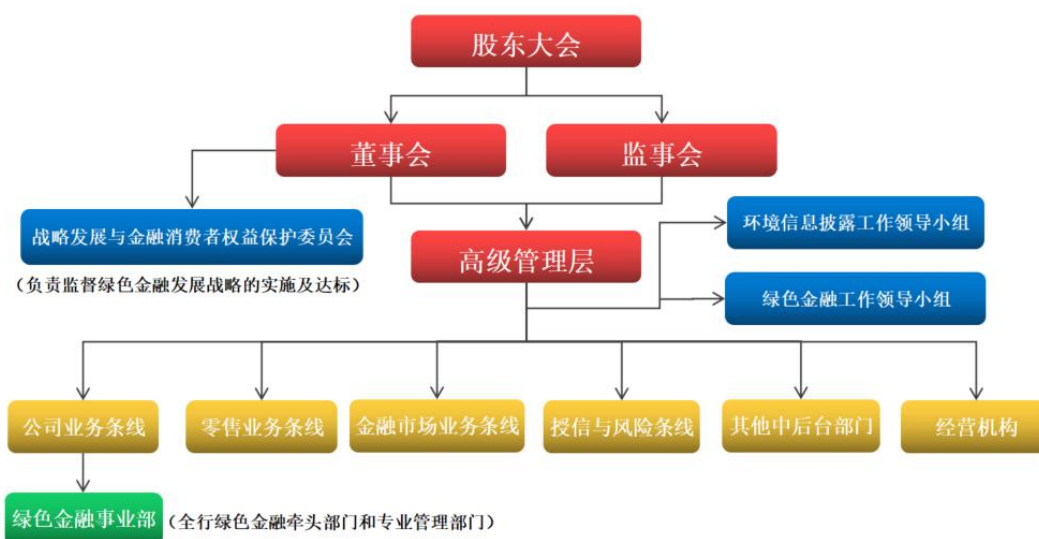 股东大会
董事会
监事会
战略发展与金融消费者权益保护委员会
（负责监督绿色金融发展战略的实施及达标）
高级管理层
环境信息披露工作领导小组
绿色金融工作领导小组
公司业务条线
零售业务条线
金融市场业务条线
授信与风险条线
其他中后台部门
经营机构
绿色金融事业部
（全行绿色金融牵头部门和专业管理部门）